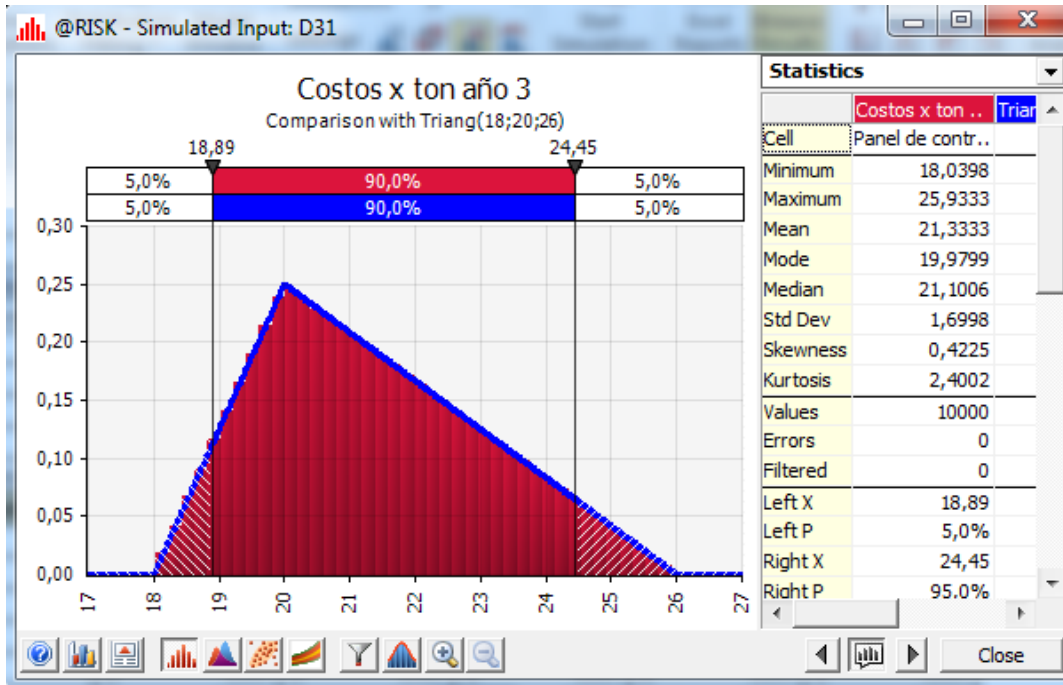 @RISK - Simulated Input: D31
Costos x ton año 3
Comparison with Triang(18;20;26)
18,89 24,45
5,0% 90,0% 5,0%
5,0% 90,0% 5,0%
0,30
0,25
0,20
0,15
0,10
0,05
0,00
17 18 19 20 21 22 23 24 25 26 27
Statistics
Costos x ton .. Triar
Cell Panel de contr..
Minimum 18,0398
Maximum 25,9333
Mean 21,3333
Mode 19,9799
Median 21,1006
Std Dev 1,6998
Skewness 0,4225
Kurtosis 2,4002
Values 10000
Errors 0
Filtered 0
Left X 18,89
Left P 5,0%
Right X 24,45
Right P 95,0%
Close